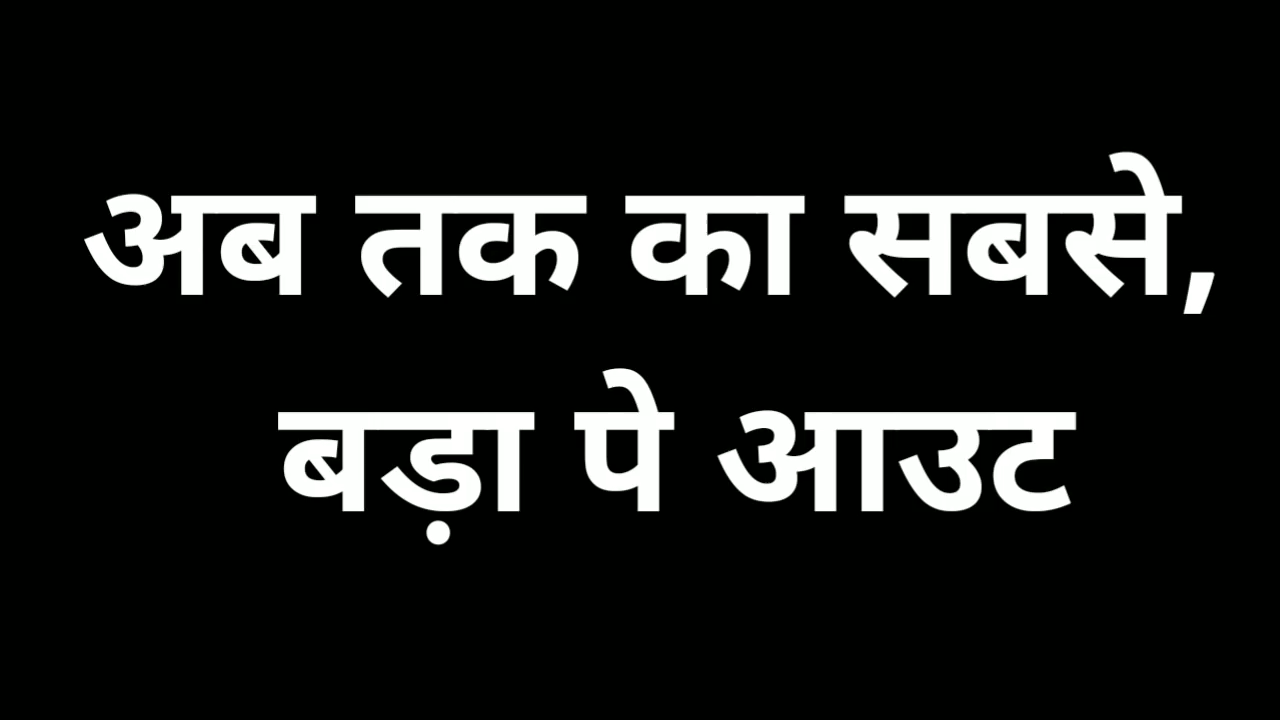 अब तक का सबसे,
बड़ा पे आउट